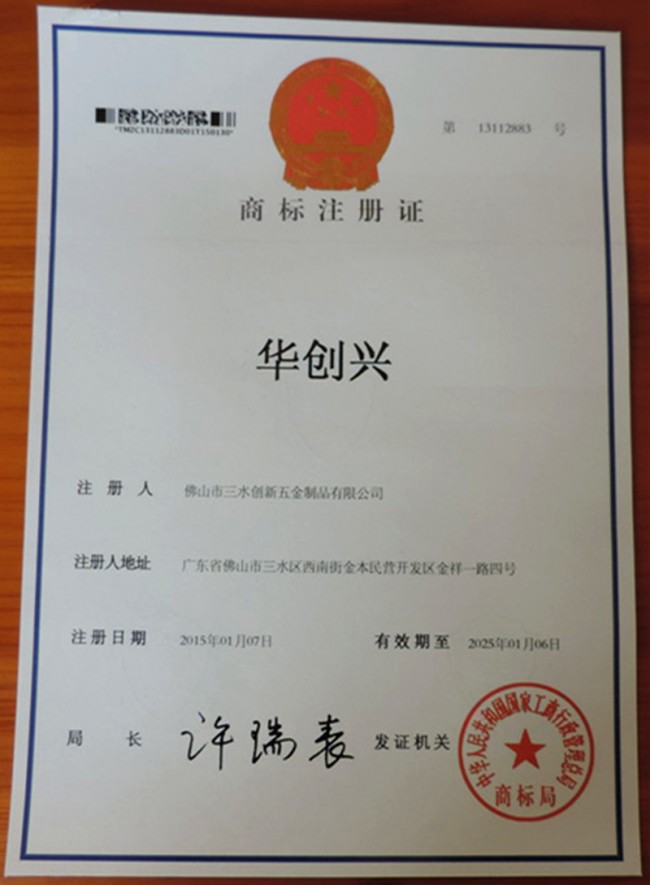 *TMZC13112883D01T150130*
第 13112883 号
商标注册证
华创兴
注册人 佛山市三水创新五金制品有限公司
注册人地址 广东省佛山市三水区西南街金本民营开发区金祥一路四号
注册日期 2015年01月07日 有效期至 2025年01月06日
局长 许瑞表 发证机关
中华人民共和国国家工商行政管理总局
商标局